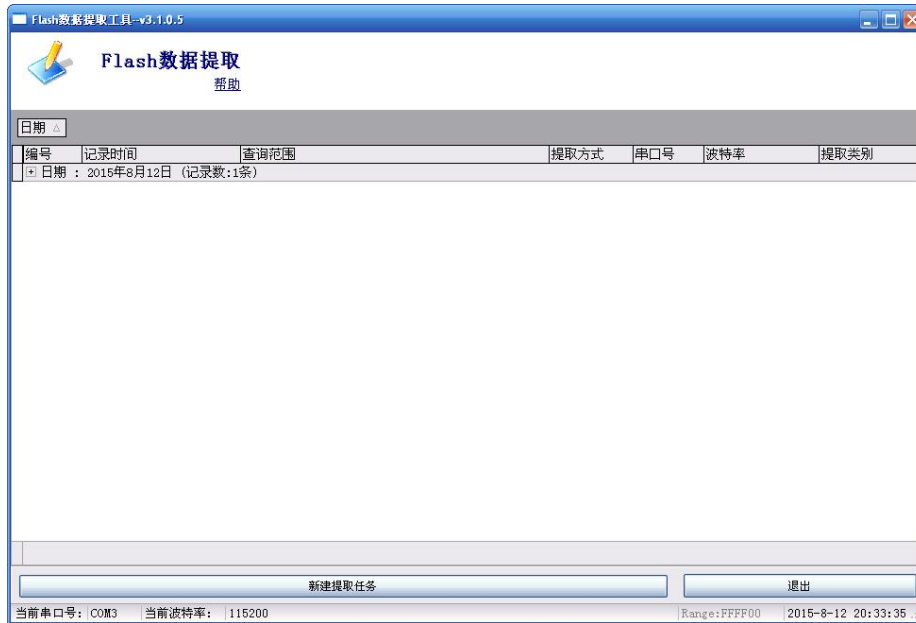 Flash数据提取工具--v3.1.0.5
Flash数据提取
帮助
日期
编号 记录时间 查询范围 提取方式 串口号 波特率 提取类别
日期 : 2015年8月12日 (记录数:1条)
新建提取任务 退出
当前串口号: COM3 当前波特率: 115200 Range:FFFF00 2015-8-12 20:33:35